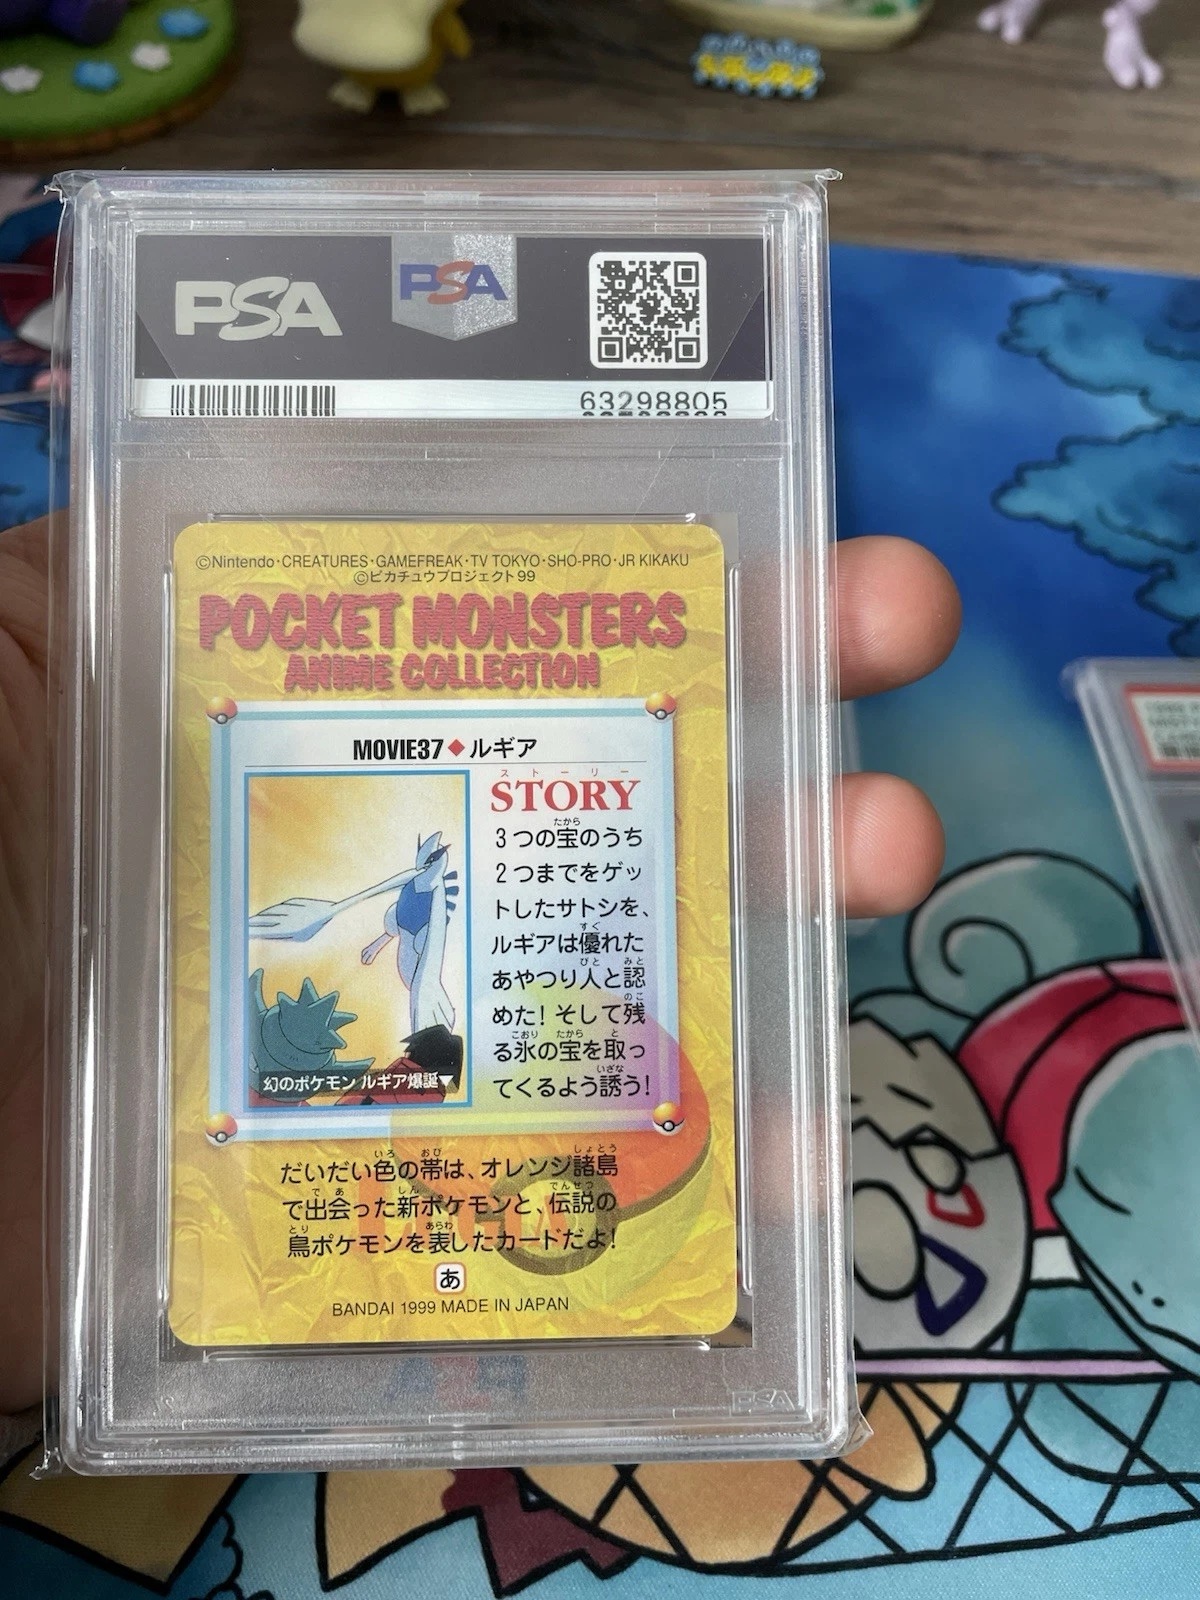 PSA
PSA
63298805
©Nintendo・CREATURES・GAMEFREAK・TV TOKYO・SHO-PRO・JR KIKAKU
©ピカチュウプロジェクト99
POCKET MONSTERS
ANIME COLLECTION
MOVIE37◆ルギア
ストーリー
STORY
たから
3つの宝のうち
2つまでをゲッ
トしたサトシを、
すぐ
ルギアは優れた
びと みと
あやつり人と認
のこ
めた! そして残
こおり たから と
る氷の宝を取っ
いざな
てくるよう誘う!
幻のポケモン ルギア爆誕▼
いろ おび しょとう
だいだい色の帯は、オレンジ諸島
であ しん でんせつ
で出会った新ポケモンと、伝説の
とり あらわ
鳥ポケモンを表したカードだよ!
あ
BANDAI 1999 MADE IN JAPAN
PSA